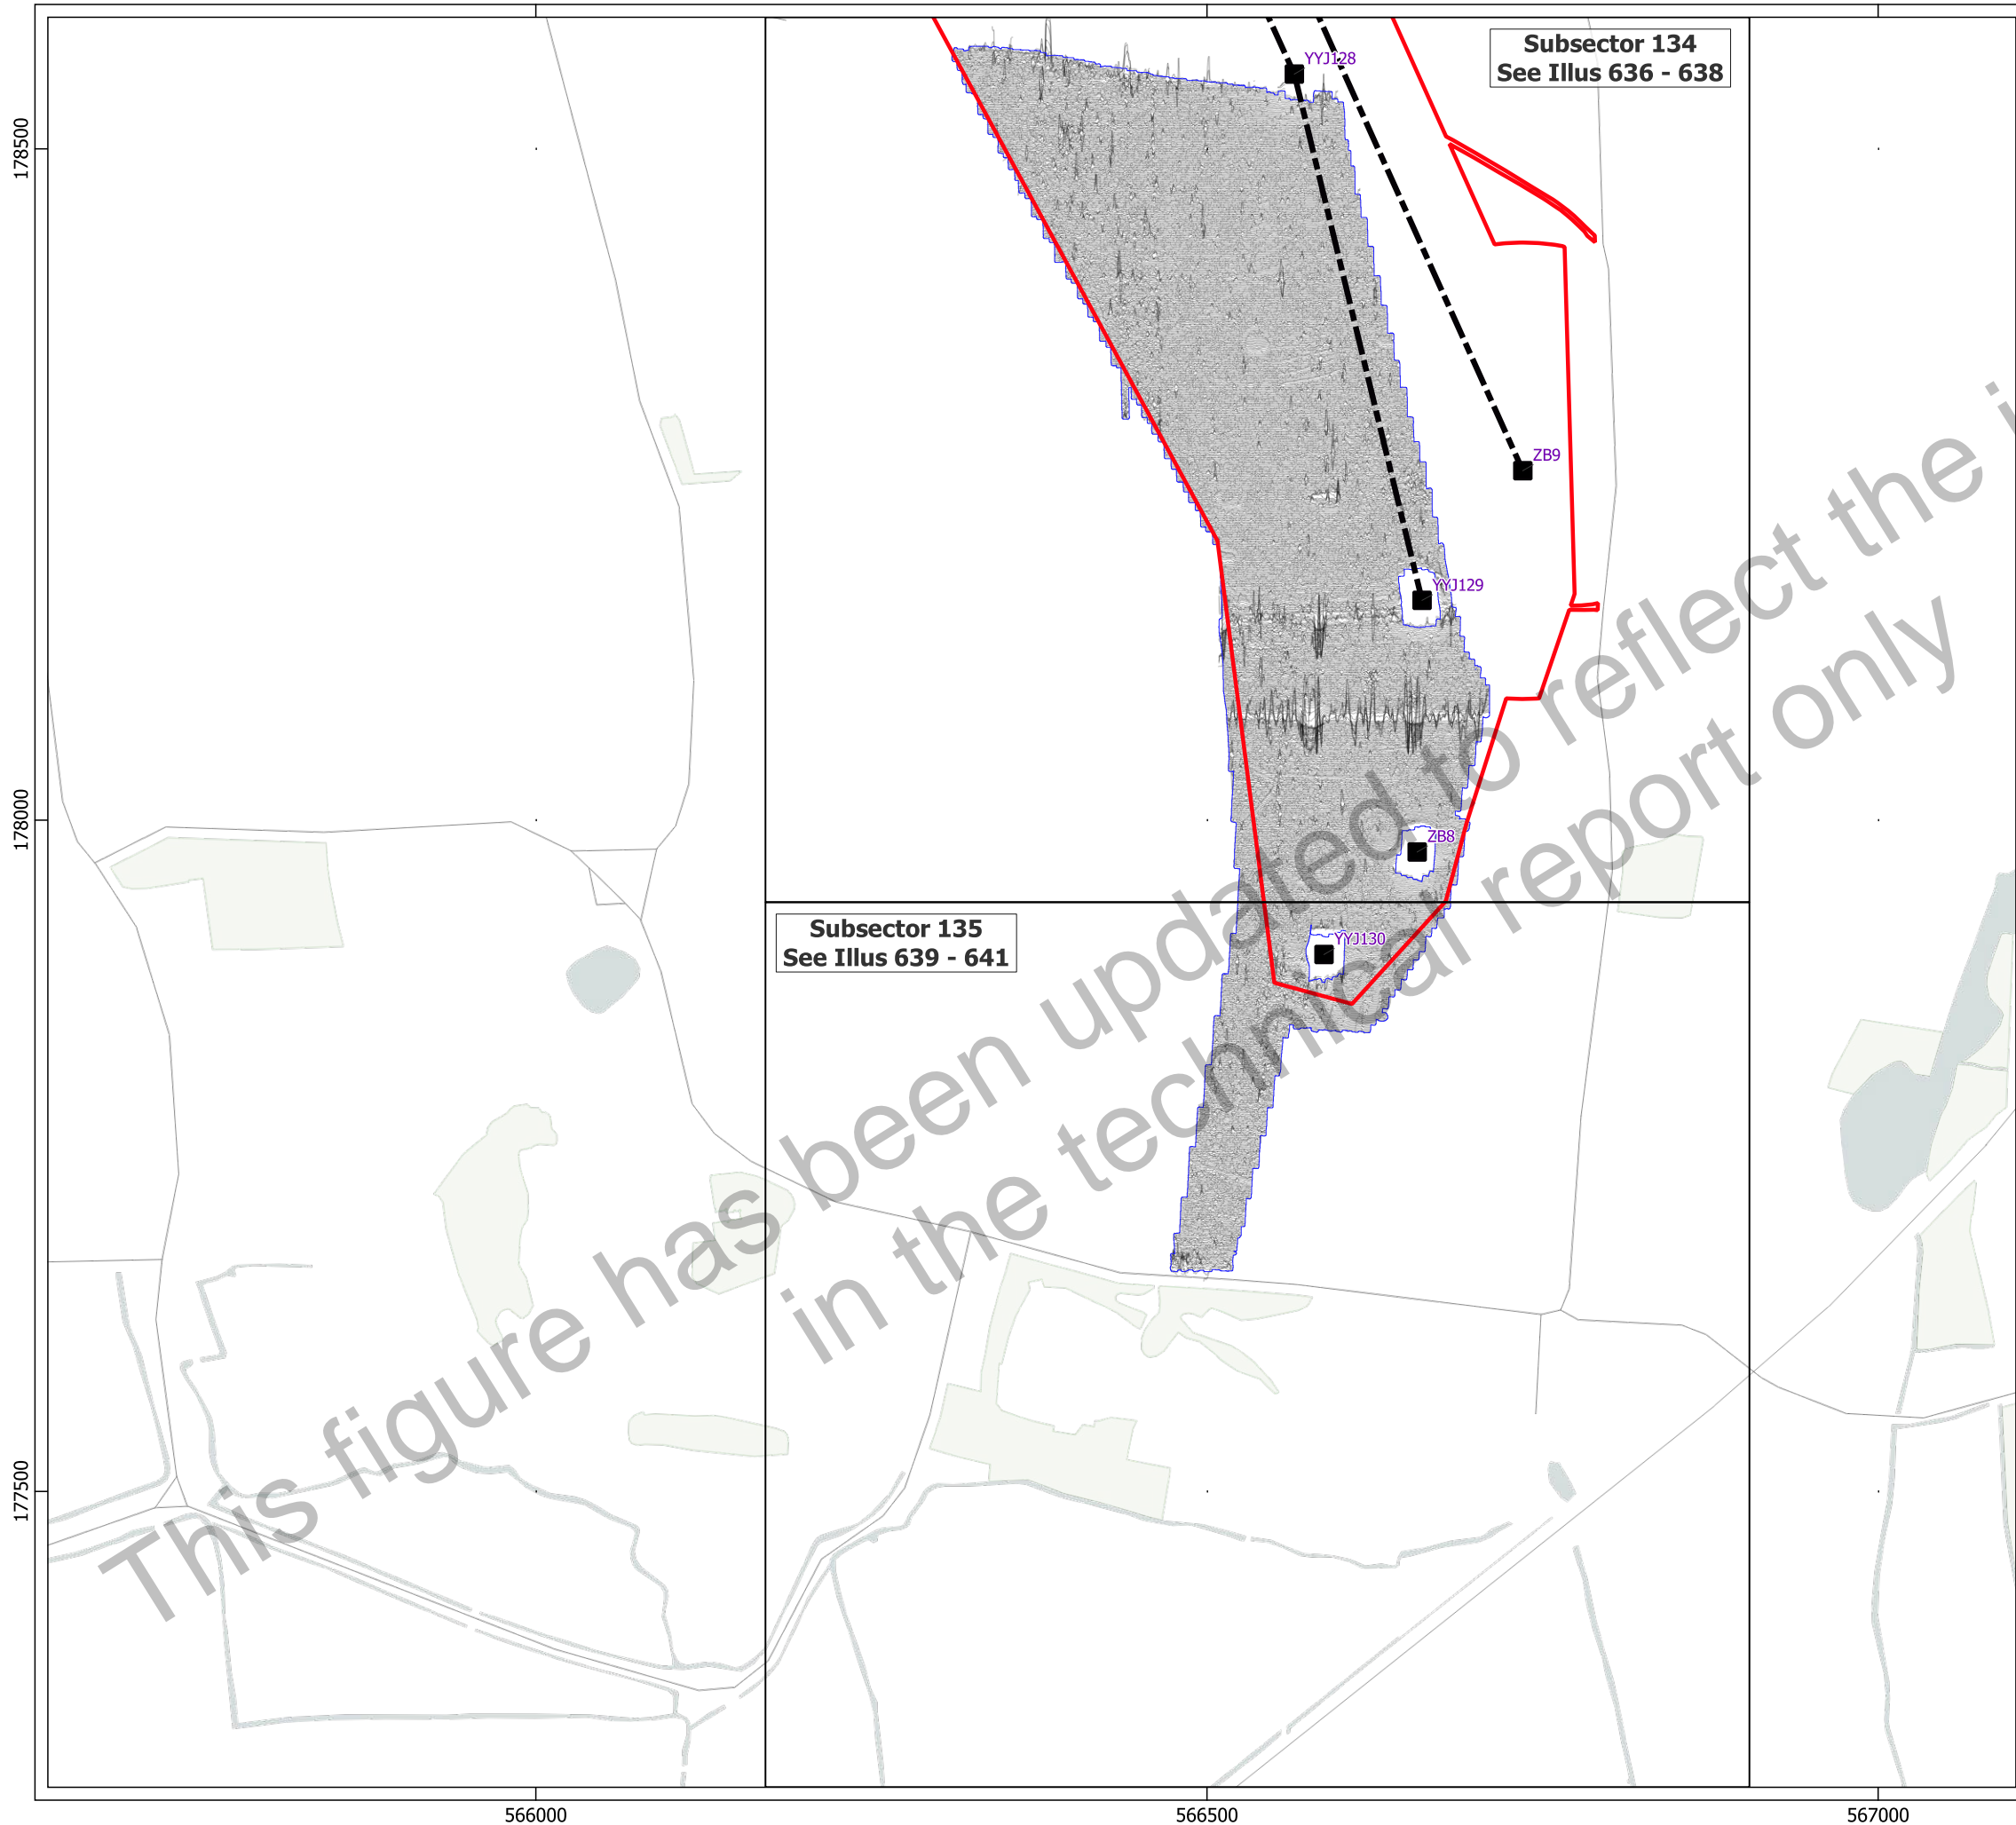 Subsector 134
See Illus 636 - 638
YYJ128
178500
ZB9
YYJ129
178000
ZB8
Subsector 135
See Illus 639 - 641
YYJ130
This figure has been updated to reflect the i
in the technical report only
177500
566000
566500
567000